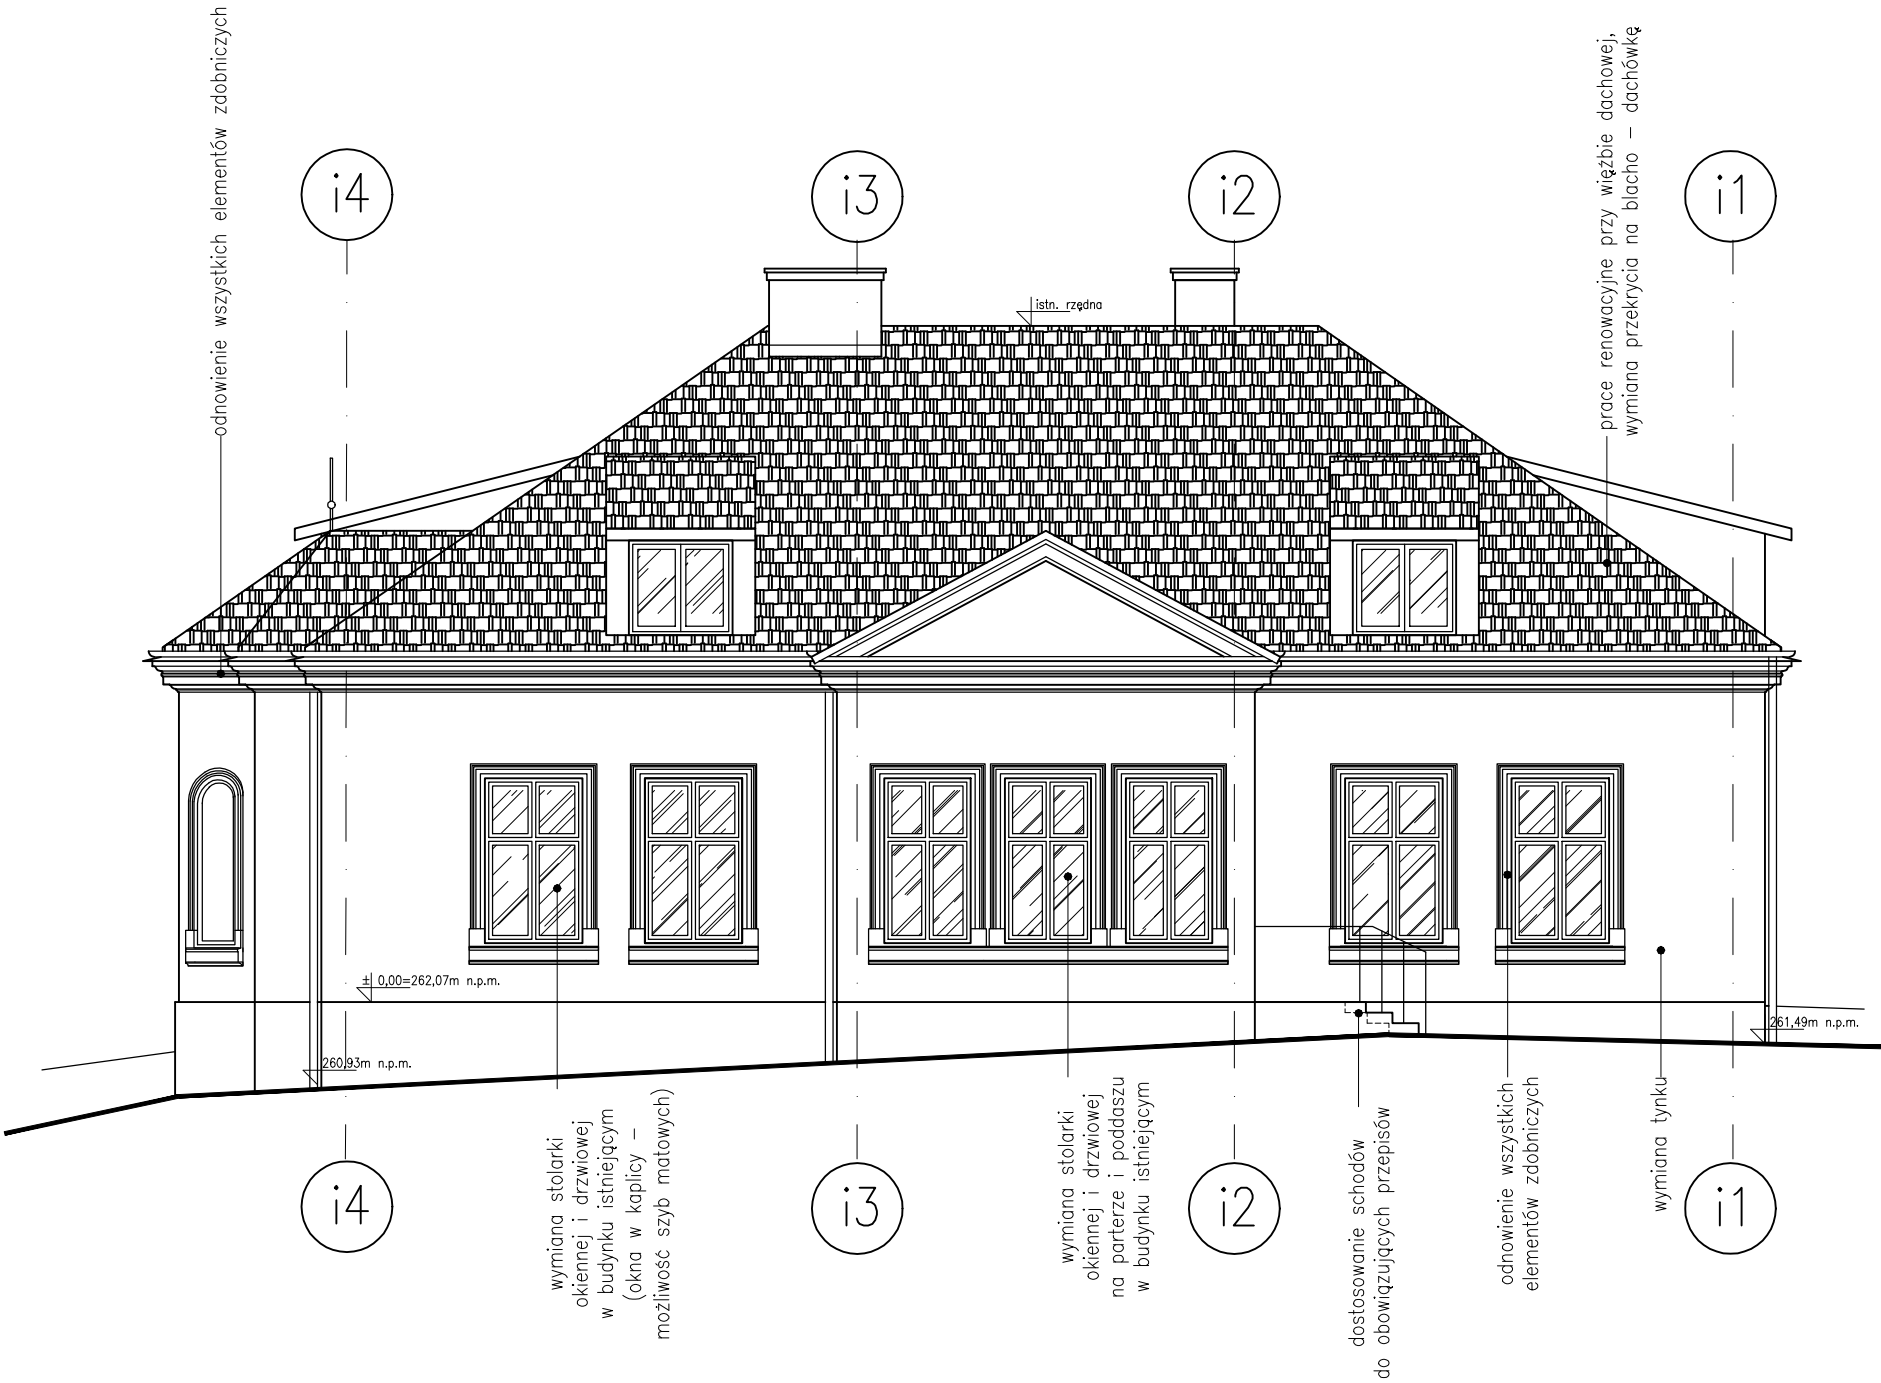 odnowienie wszystkich elementów zdobniczych
prace renowacyjne przy więźbie dachowej,
wymiana przekrycia na blacho – dachówkę
i4
i3
i2
i1
istn. rzędna
± 0,00=262,07m n.p.m.
260,93m n.p.m.
261,49m n.p.m.
wymiana stolarki
okiennej i drzwiowej
w budynku istniejącym
(okna w kaplicy –
możliwość szyb matowych)
wymiana stolarki
okiennej i drzwiowej
na parterze i poddaszu
w budynku istniejącym
dostosowanie schodów
do obowiązujących przepisów
odnowienie wszystkich
elementów zdobniczych
wymiana tynku
i4
i3
i2
i1